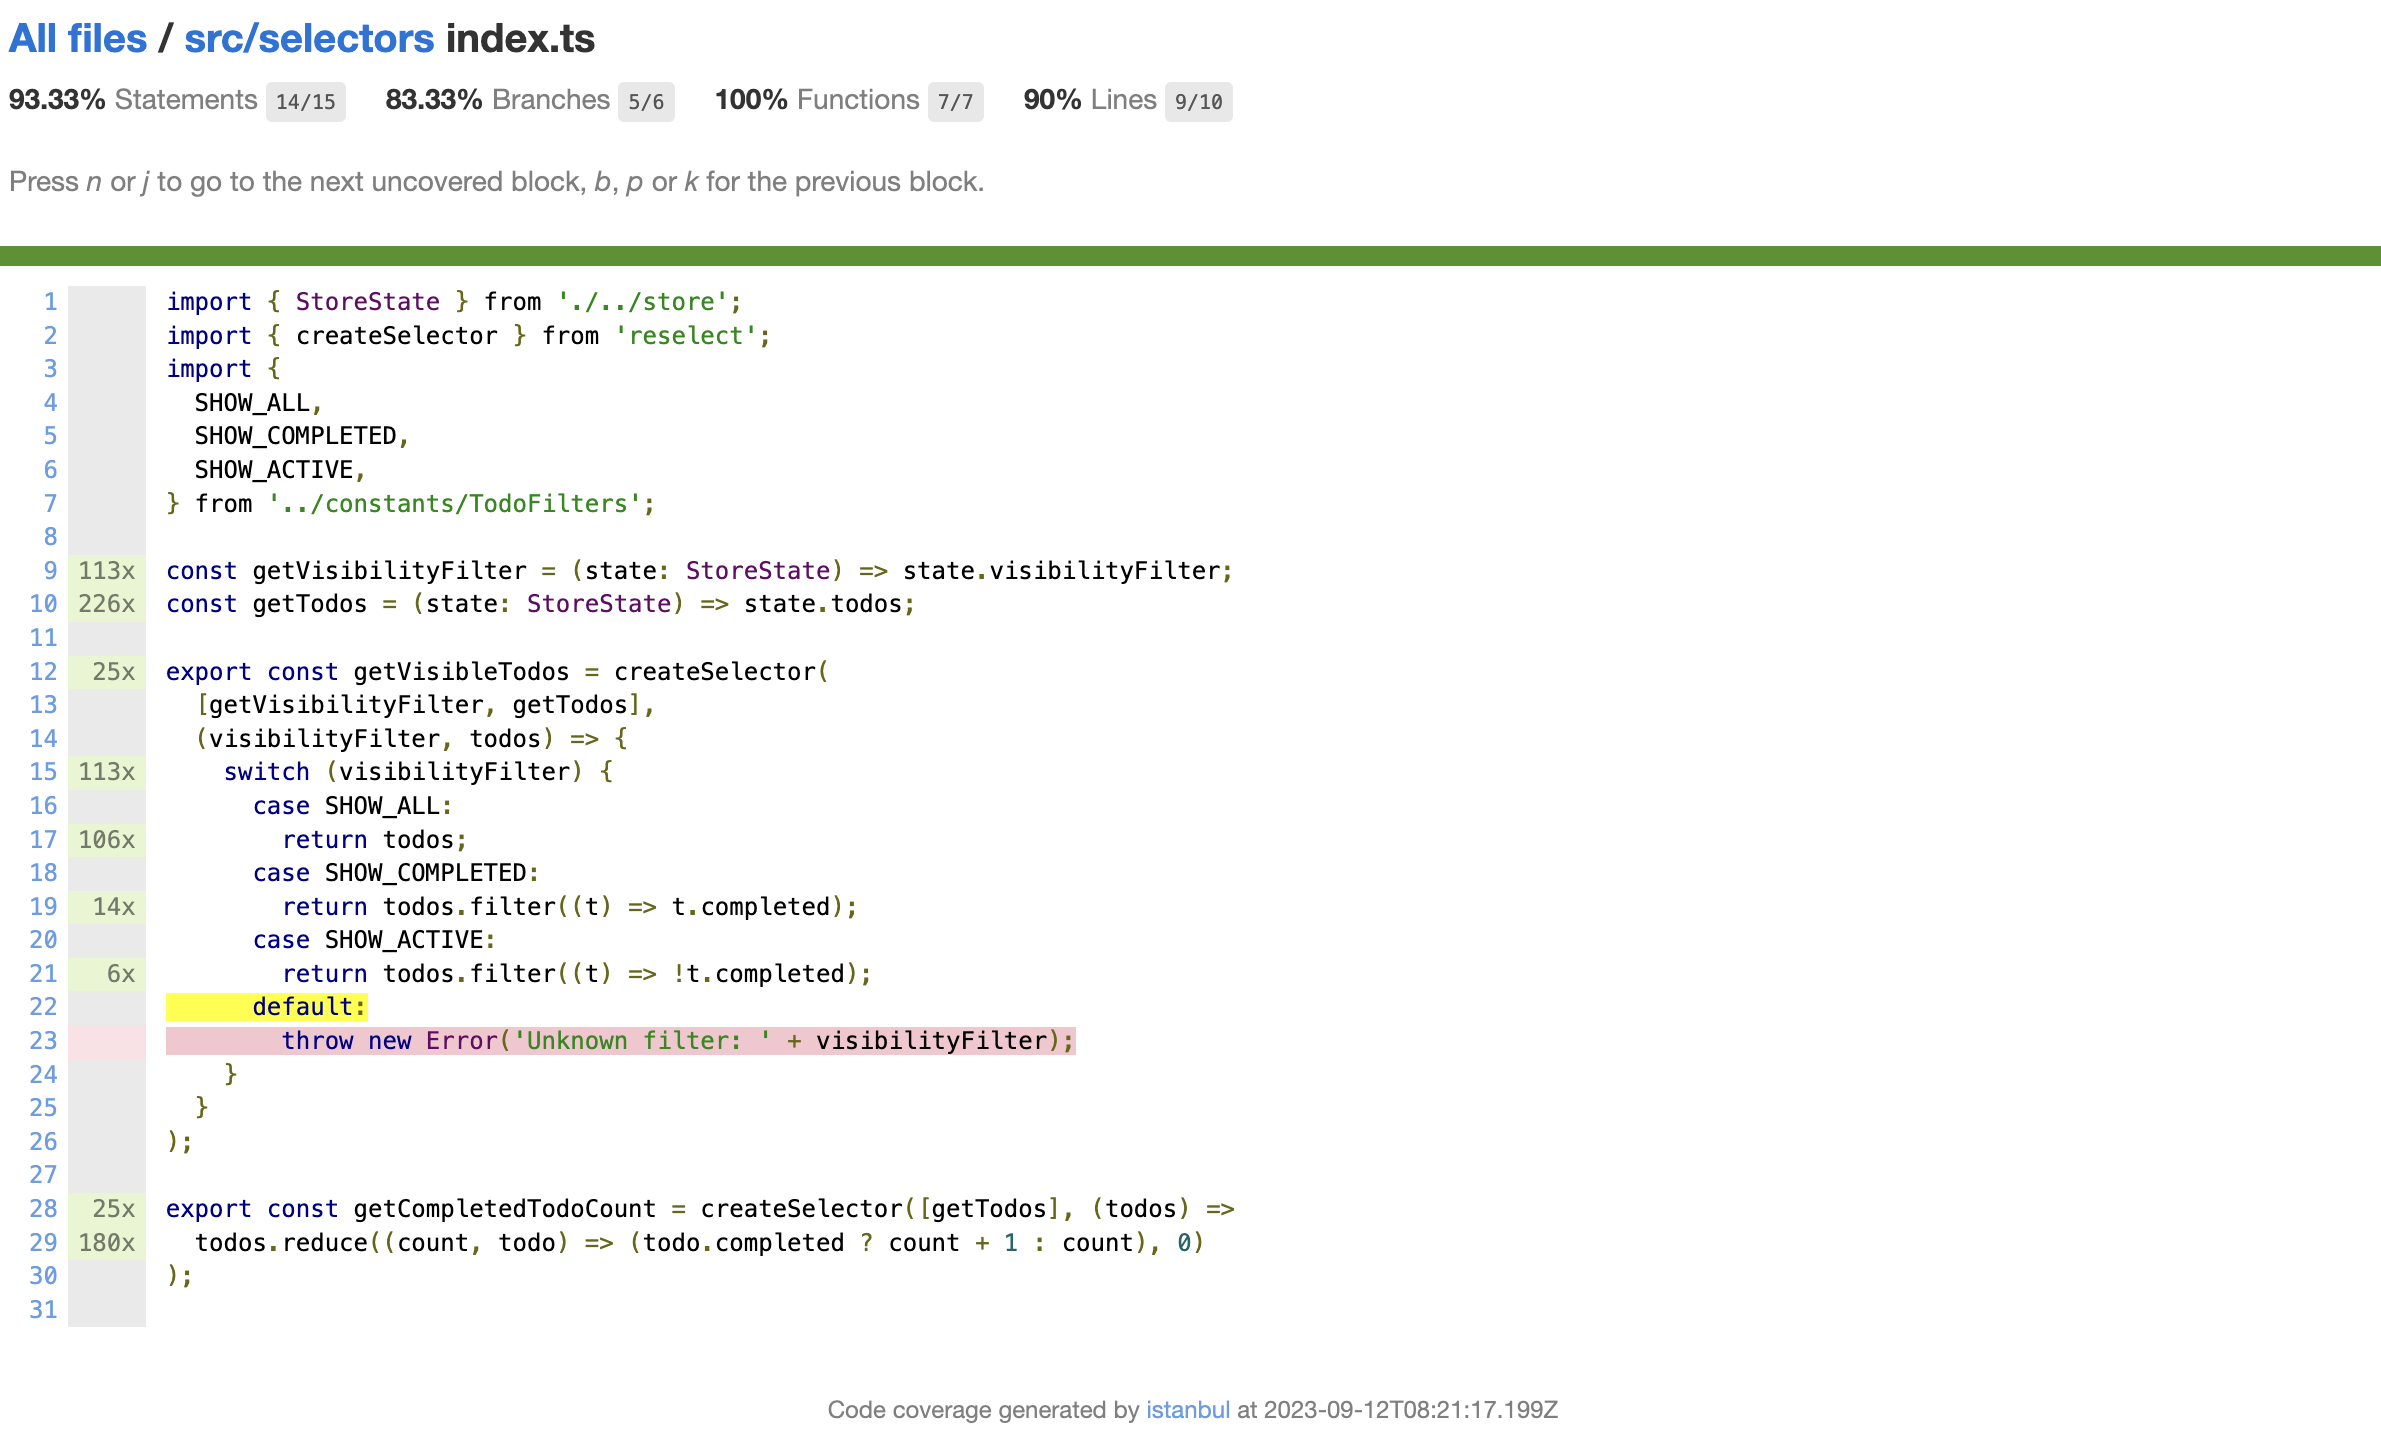 All files / src/selectors index.ts
93.33% Statements 14/15 83.33% Branches 5/6 100% Functions 7/7 90% Lines 9/10
Press n or j to go to the next uncovered block, b, p or k for the previous block.
1 import { StoreState } from './../store';
2 import { createSelector } from 'reselect';
3 import {
4   SHOW_ALL,
5   SHOW_COMPLETED,
6   SHOW_ACTIVE,
7 } from '../constants/TodoFilters';
8
9 113x const getVisibilityFilter = (state: StoreState) => state.visibilityFilter;
10 226x const getTodos = (state: StoreState) => state.todos;
11
12 25x export const getVisibleTodos = createSelector(
13   [getVisibilityFilter, getTodos],
14   (visibilityFilter, todos) => {
15 113x     switch (visibilityFilter) {
16       case SHOW_ALL:
17 106x         return todos;
18       case SHOW_COMPLETED:
19 14x         return todos.filter((t) => t.completed);
20       case SHOW_ACTIVE:
21 6x         return todos.filter((t) => !t.completed);
22       default:
23         throw new Error('Unknown filter: ' + visibilityFilter);
24     }
25   }
26 );
27
28 25x export const getCompletedTodoCount = createSelector([getTodos], (todos) =>
29 180x   todos.reduce((count, todo) => (todo.completed ? count + 1 : count), 0)
30 );
31
Code coverage generated by istanbul at 2023-09-12T08:21:17.199Z